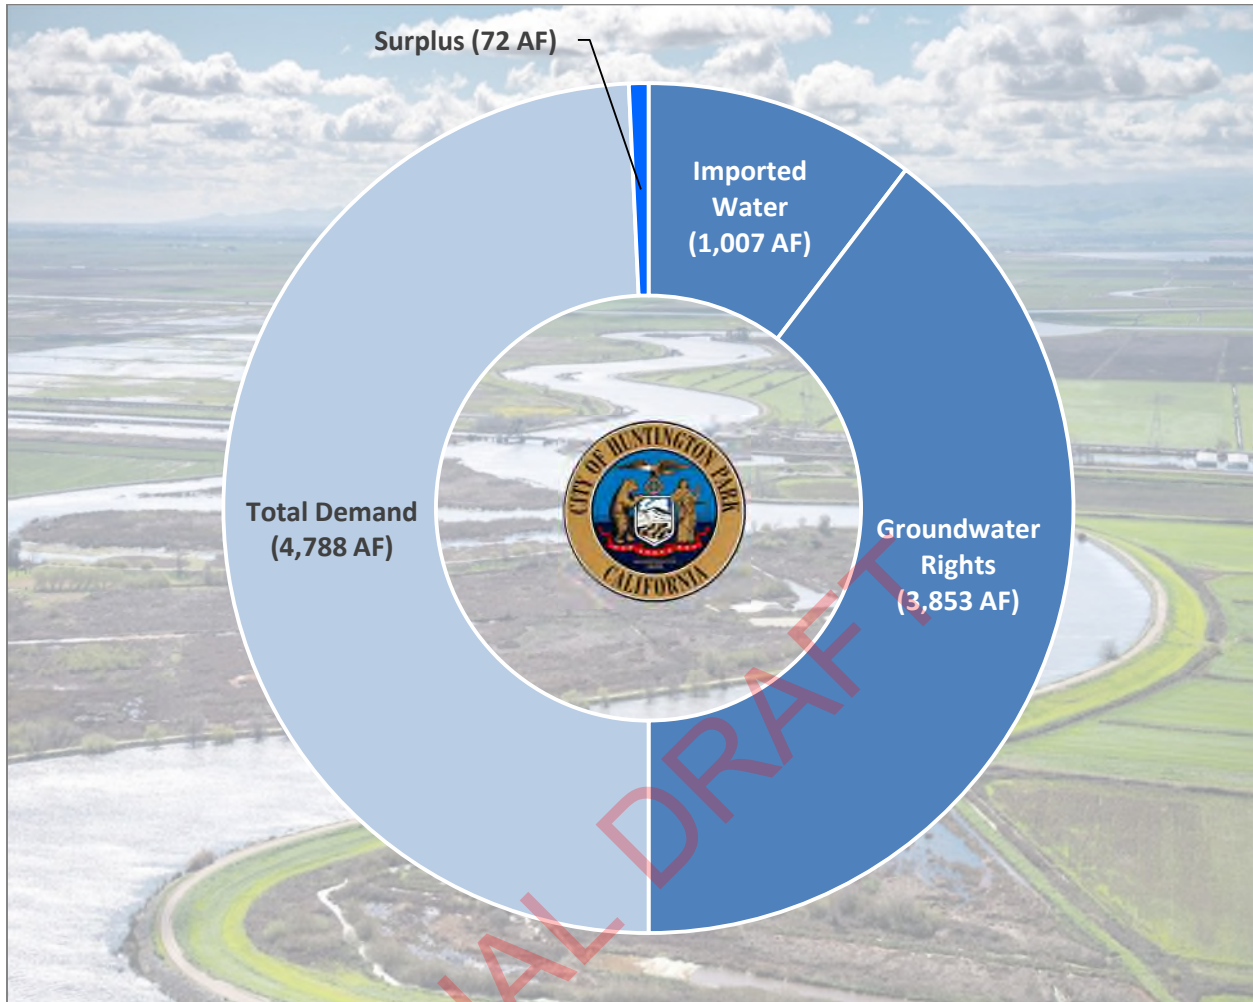 Surplus (72 AF)
Imported
Water
(1,007 AF)
Total Demand
(4,788 AF)
Groundwater
Rights
(3,853 AF)
CITY OF HUNTINGTON PARK
CALIFORNIA
AL DRAFT